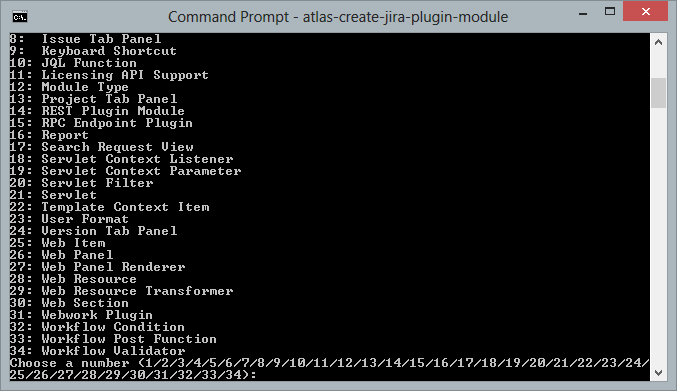 Command Prompt - atlas-create-jira-plugin-module
8:  Issue Tab Panel
9:  Keyboard Shortcut
10: JQL Function
11: Licensing API Support
12: Module Type
13: Project Tab Panel
14: REST Plugin Module
15: RPC Endpoint Plugin
16: Report
17: Search Request View
18: Servlet Context Listener
19: Servlet Context Parameter
20: Servlet Filter
21: Servlet
22: Template Context Item
23: User Format
24: Version Tab Panel
25: Web Item
26: Web Panel
27: Web Panel Renderer
28: Web Resource
29: Web Resource Transformer
30: Web Section
31: Webwork Plugin
32: Workflow Condition
33: Workflow Post Function
34: Workflow Validator
Choose a number (1/2/3/4/5/6/7/8/9/10/11/12/13/14/15/16/17/18/19/20/21/22/23/24/
25/26/27/28/29/30/31/32/33/34):